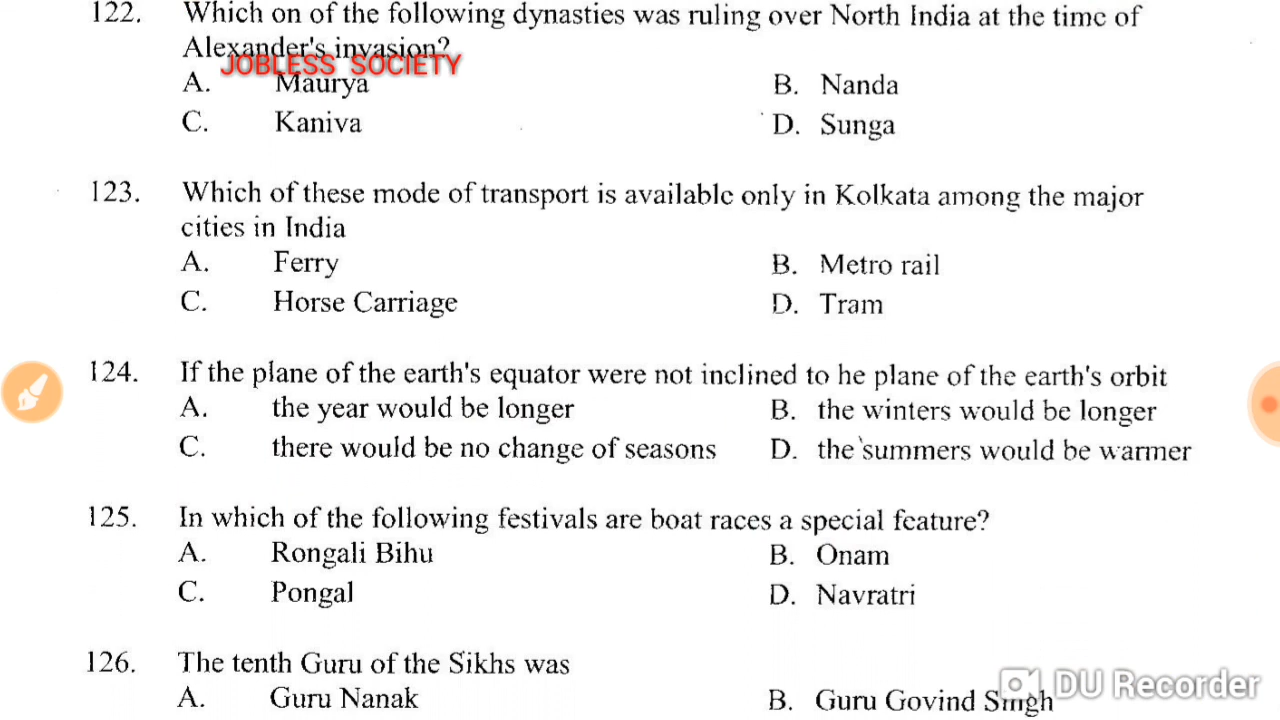 122. Which on of the following dynasties was ruling over North India at the time of
Alexander's invasion?
JOBLESS SOCIETY
A. Maurya B. Nanda
C. Kaniva D. Sunga
123. Which of these mode of transport is available only in Kolkata among the major
cities in India
A. Ferry B. Metro rail
C. Horse Carriage D. Tram
124. If the plane of the earth's equator were not inclined to he plane of the earth's orbit
A. the year would be longer B. the winters would be longer
C. there would be no change of seasons D. the summers would be warmer
125. In which of the following festivals are boat races a special feature?
A. Rongali Bihu B. Onam
C. Pongal D. Navratri
126. The tenth Guru of the Sikhs was
A. Guru Nanak B. Guru Govind Singh
DU Recorder